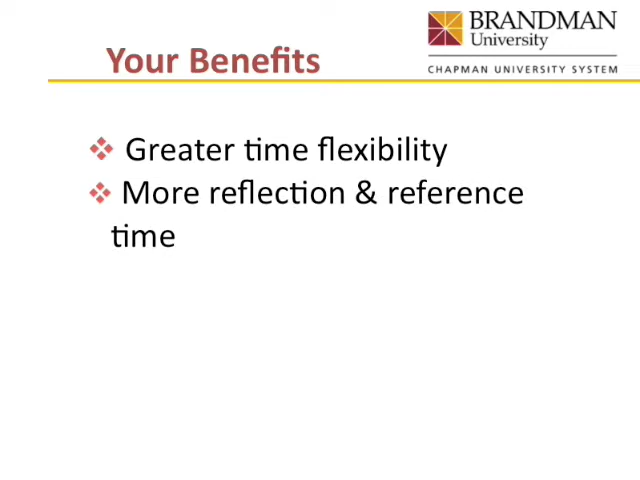 BRANDMAN
University
CHAPMAN UNIVERSITY SYSTEM
Your Benefits
Greater time flexibility
More reflection & reference
time